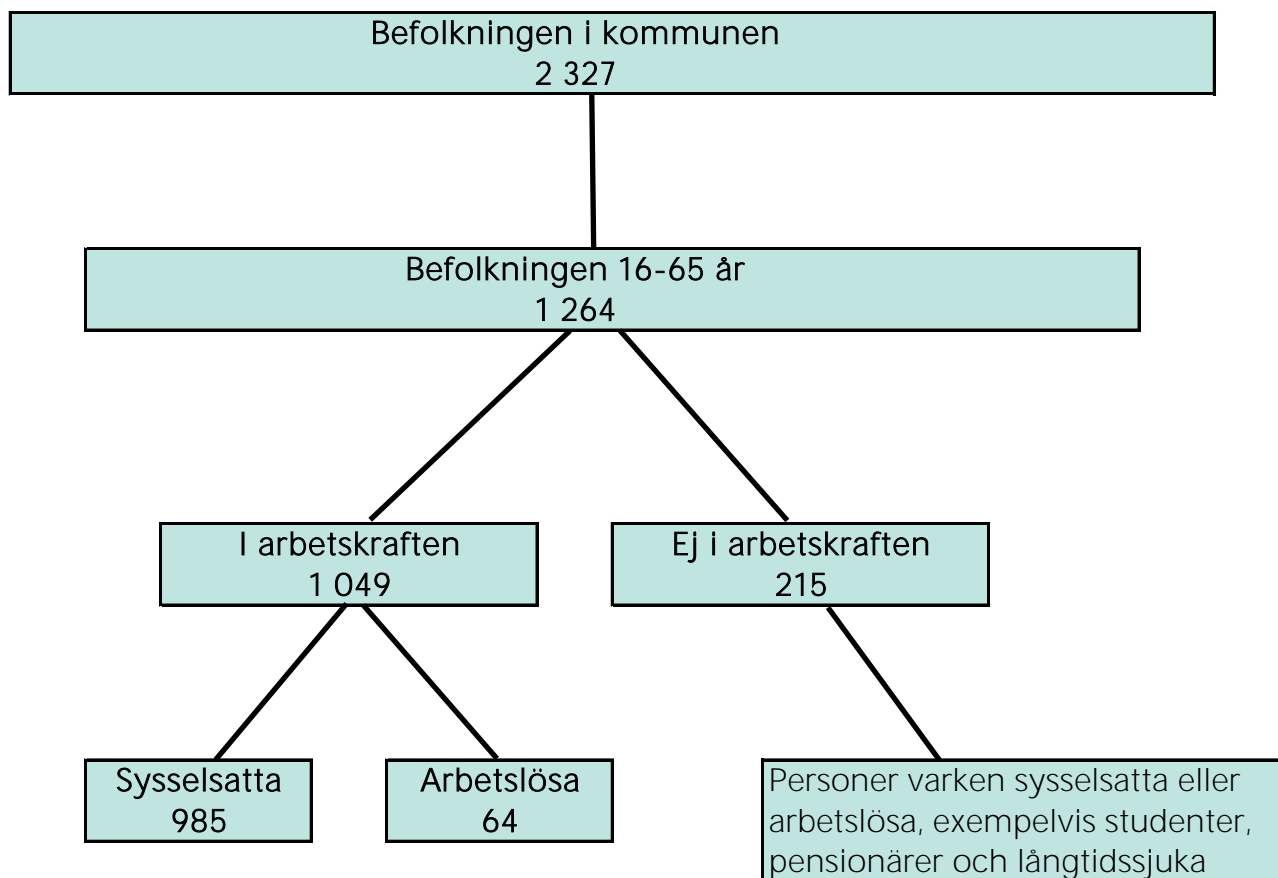 Befolkningen i kommunen
2 327
Befolkningen 16-65 år
1 264
I arbetskraften
1 049
Ej i arbetskraften
215
Sysselsatta
985
Arbetslösa
64
Personer varken sysselsatta eller
arbetslösa, exempelvis studenter,
pensionärer och långtidssjuka